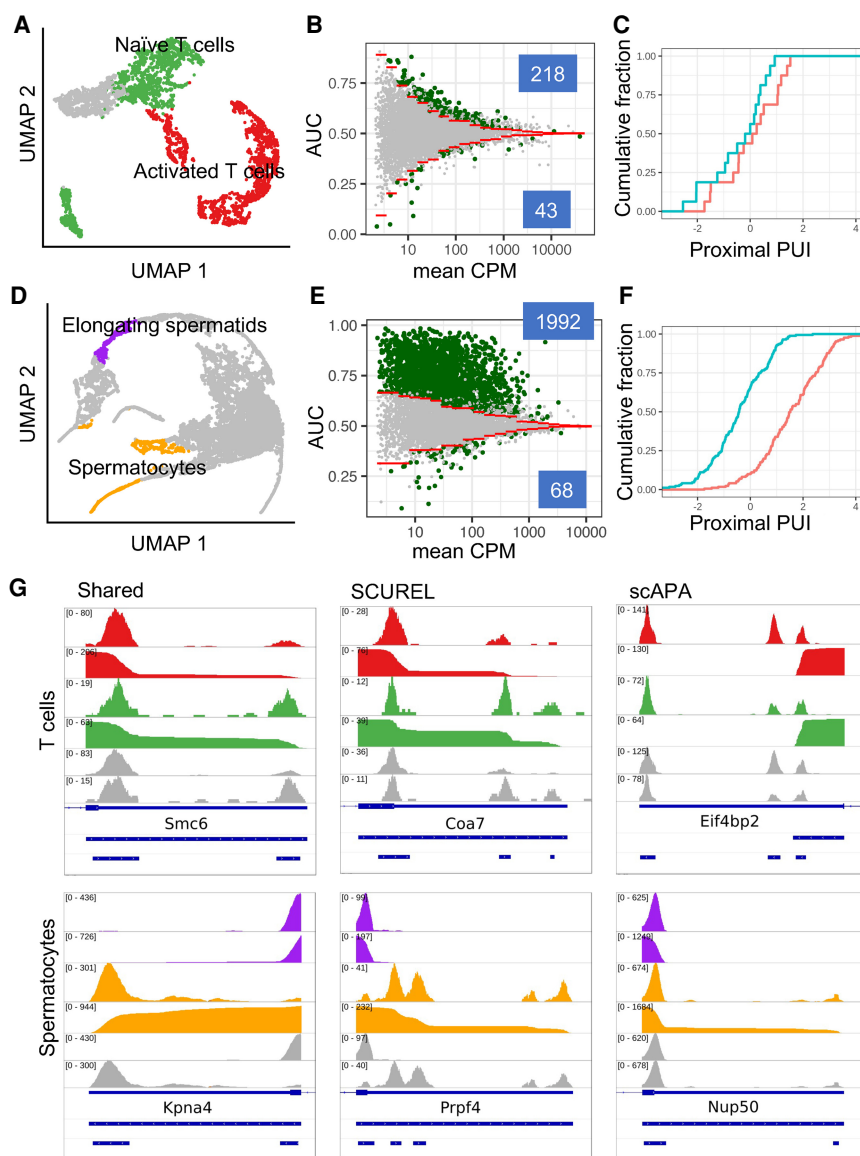 A
Naïve T cells
Activated T cells
UMAP 2
UMAP 1
B
218
43
AUC
0.75
0.50
0.25
0.00
10
100
1000
10000
mean CPM
C
Cumulative fraction
1.00
0.75
0.50
0.25
0.00
-2
0
2
4
Proximal PUI
D
Elongating spermatids
Spermatocytes
UMAP 2
UMAP 1
E
1992
68
AUC
1.00
0.75
0.50
0.25
10
100
1000
10000
mean CPM
F
Cumulative fraction
1.00
0.75
0.50
0.25
0.00
-2
0
2
4
Proximal PUI
G
Shared
SCUREL
scAPA
T cells
[0 - 80]
[0 - 206]
[0 - 19]
[0 - 63]
[0 - 83]
[0 - 15]
Smc6
[0 - 28]
[0 - 76]
[0 - 12]
[0 - 39]
[0 - 36]
[0 - 11]
Coa7
[0 - 141]
[0 - 130]
[0 - 72]
[0 - 64]
[0 - 125]
[0 - 78]
Eif4bp2
Spermatocytes
[0 - 436]
[0 - 726]
[0 - 301]
[0 - 944]
[0 - 430]
[0 - 300]
Kpna4
[0 - 99]
[0 - 197]
[0 - 41]
[0 - 232]
[0 - 97]
[0 - 40]
Prpf4
[0 - 625]
[0 - 1249]
[0 - 674]
[0 - 1684]
[0 - 620]
[0 - 678]
Nup50